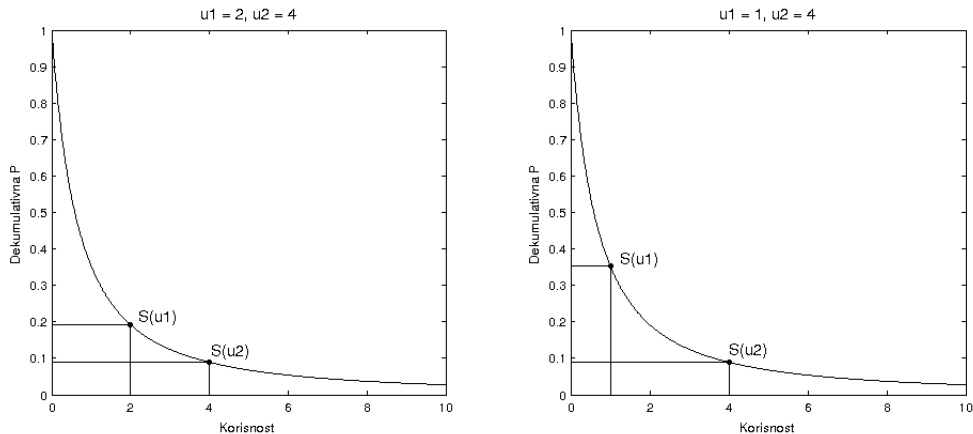 u1 = 2, u2 = 4
1
0.9
0.8
0.7
0.6
0.5
0.4
0.3
0.2
0.1
0
Dekumulativna P
S(u1)
S(u2)
0 2 4 6 8 10
Korisnost
u1 = 1, u2 = 4
1
0.9
0.8
0.7
0.6
0.5
0.4
0.3
0.2
0.1
0
Dekumulativna P
S(u1)
S(u2)
0 2 4 6 8 10
Korisnost